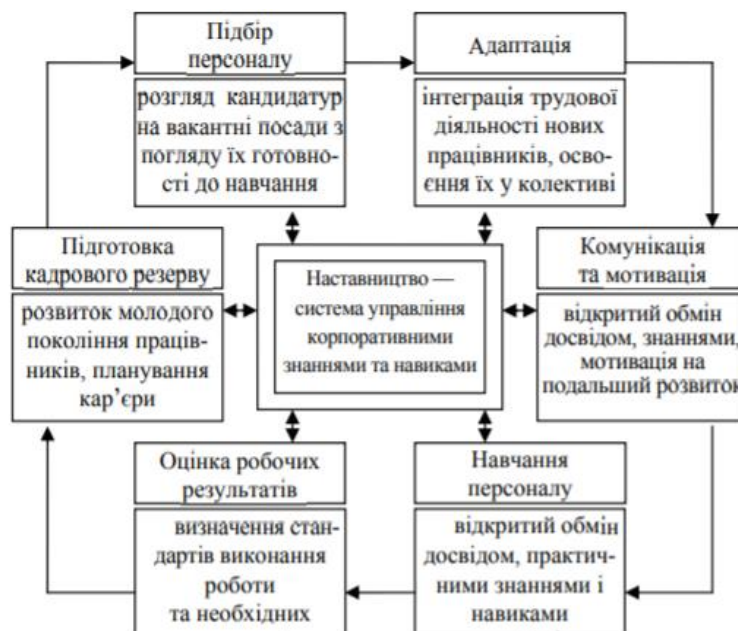 Підбір
персоналу
розгляд кандидатур
на вакантні посади з
погляду їх готовно-
сті до навчання
Адаптація
інтеграція трудової
діяльності нових
працівників, осво-
єння їх у колективі
Підготовка
кадрового резерву
розвиток молодого
покоління праців-
ників, планування
кар’єри
Наставництво —
система управління
корпоративними
знаннями та навиками
Комунікація
та мотивація
відкритий обмін
досвідом, знаннями,
мотивація на
подальший розвиток
Оцінка робочих
результатів
визначення стан-
дартів виконання
роботи
та необхідних
Навчання
персоналу
відкритий обмін
досвідом, практич-
ними знаннями і
навиками